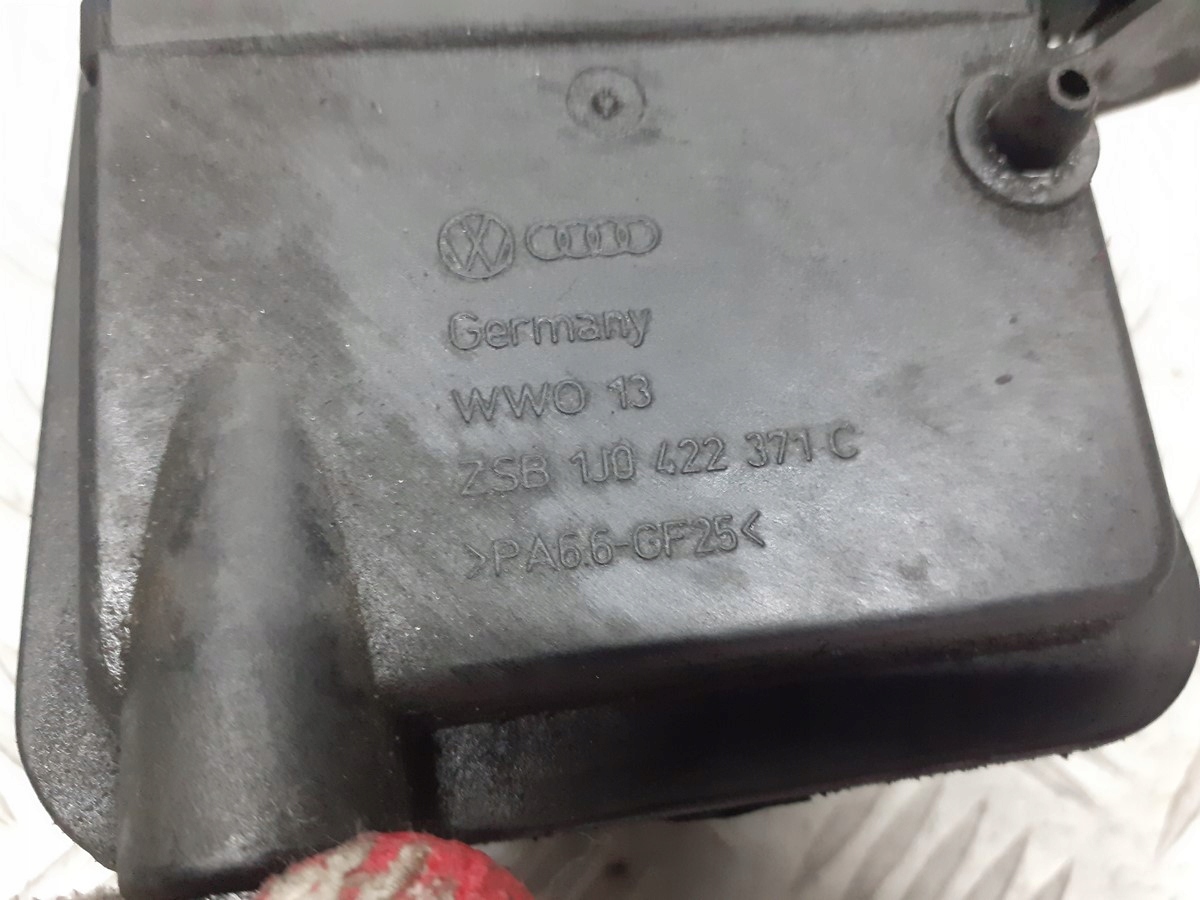 Germany
WWO 13
ZSB 1J0 422 371 C
>PA6.6-GF25<